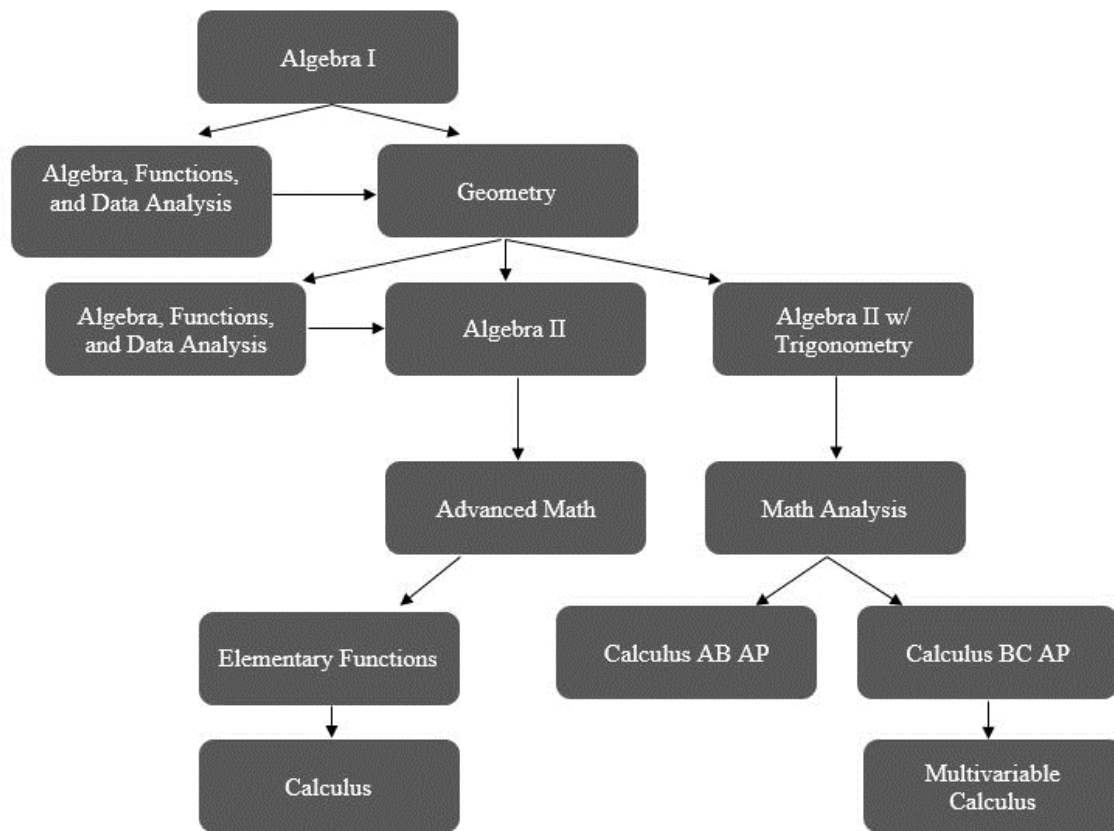 Algebra I
Algebra, Functions,
and Data Analysis
Geometry
Algebra, Functions,
and Data Analysis
Algebra II
Algebra II w/
Trigonometry
Advanced Math
Math Analysis
Elementary Functions
Calculus AB AP
Calculus BC AP
Calculus
Multivariable
Calculus